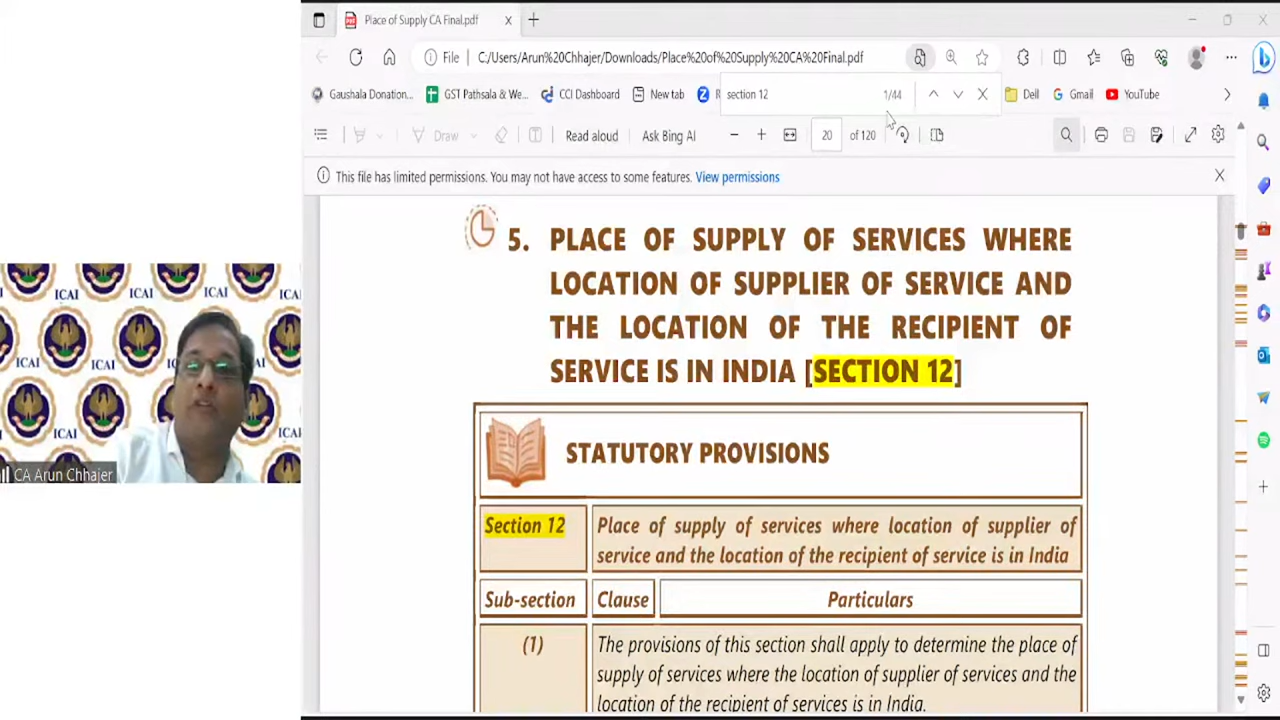 Place of Supply CA Final.pdf
File C:/Users/Arun%20Chhajer/Downloads/Place%20of%20Supply%20CA%20Final.pdf
Gaushala Donation... GST Pathsala & We... CCI Dashboard New tab Z R Dell Gmail YouTube
section 12 1/44
Draw Read aloud Ask Bing AI 20 of 120
This file has limited permissions. You may not have access to some features. View permissions
5. PLACE OF SUPPLY OF SERVICES WHERE
LOCATION OF SUPPLIER OF SERVICE AND
THE LOCATION OF THE RECIPIENT OF
SERVICE IS IN INDIA [SECTION 12]
STATUTORY PROVISIONS
Section 12 Place of supply of services where location of supplier of
service and the location of the recipient of service is in India
Sub-section Clause Particulars
(1) The provisions of this section shall apply to determine the place of
supply of services where the location of supplier of services and the
location of the recipient of services is in India.
ICAI ICAI ICAI
ICAI ICAI
ICAI
CA Arun Chhajer